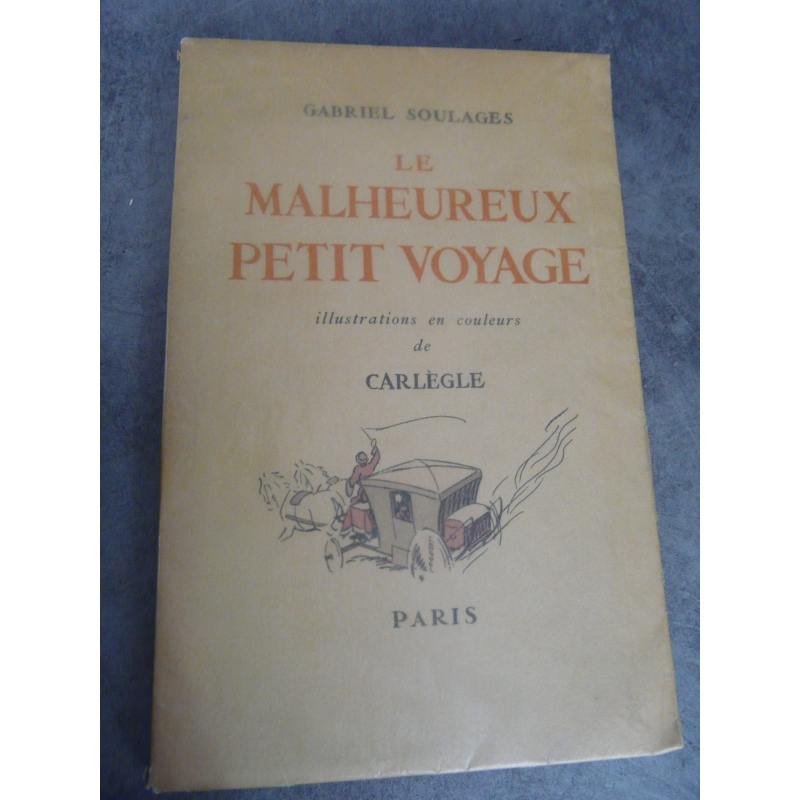 GABRIEL SOULAGES
LE
MALHEUREUX
PETIT VOYAGE
illustrations en couleurs
de
CARLÈGLE
PARIS